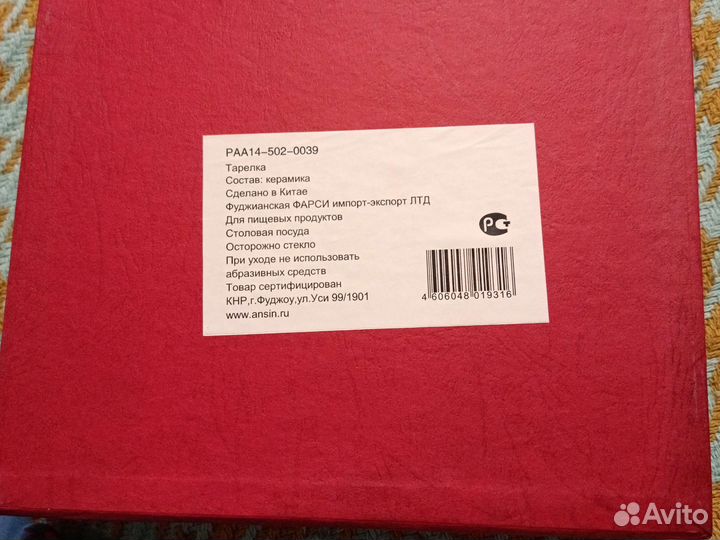 PAA14-502-0039
Тарелка
Состав: керамика
Сделано в Китае
Фуджианская ФАРСИ импорт-экспорт ЛТД
Для пищевых продуктов
Столовая посуда
Осторожно стекло
При уходе не использовать
абразивных средств
Товар сертифицирован
КНР,г.Фуджоу,ул.Уси 99/1901
www.ansin.ru
РСТ
4 606048 019316
Avito